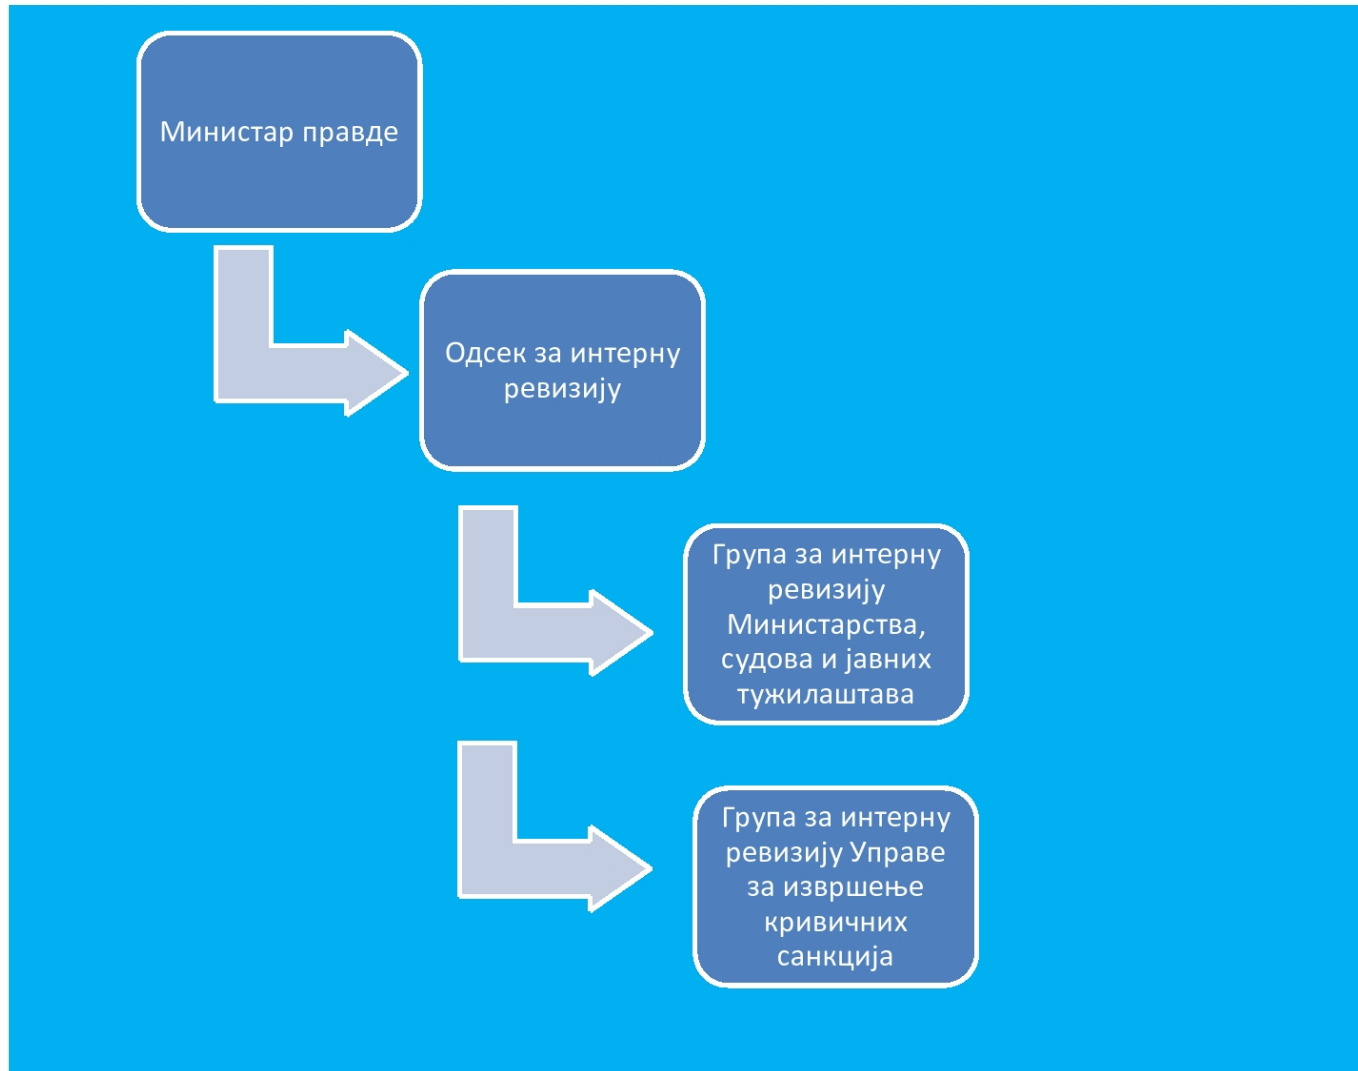 Министар правде
Одсек за интерну
ревизију
Група за интерну
ревизију
Министарства,
судова и јавних
тужилаштава
Група за интерну
ревизију Управе
за извршење
кривичних
санкција